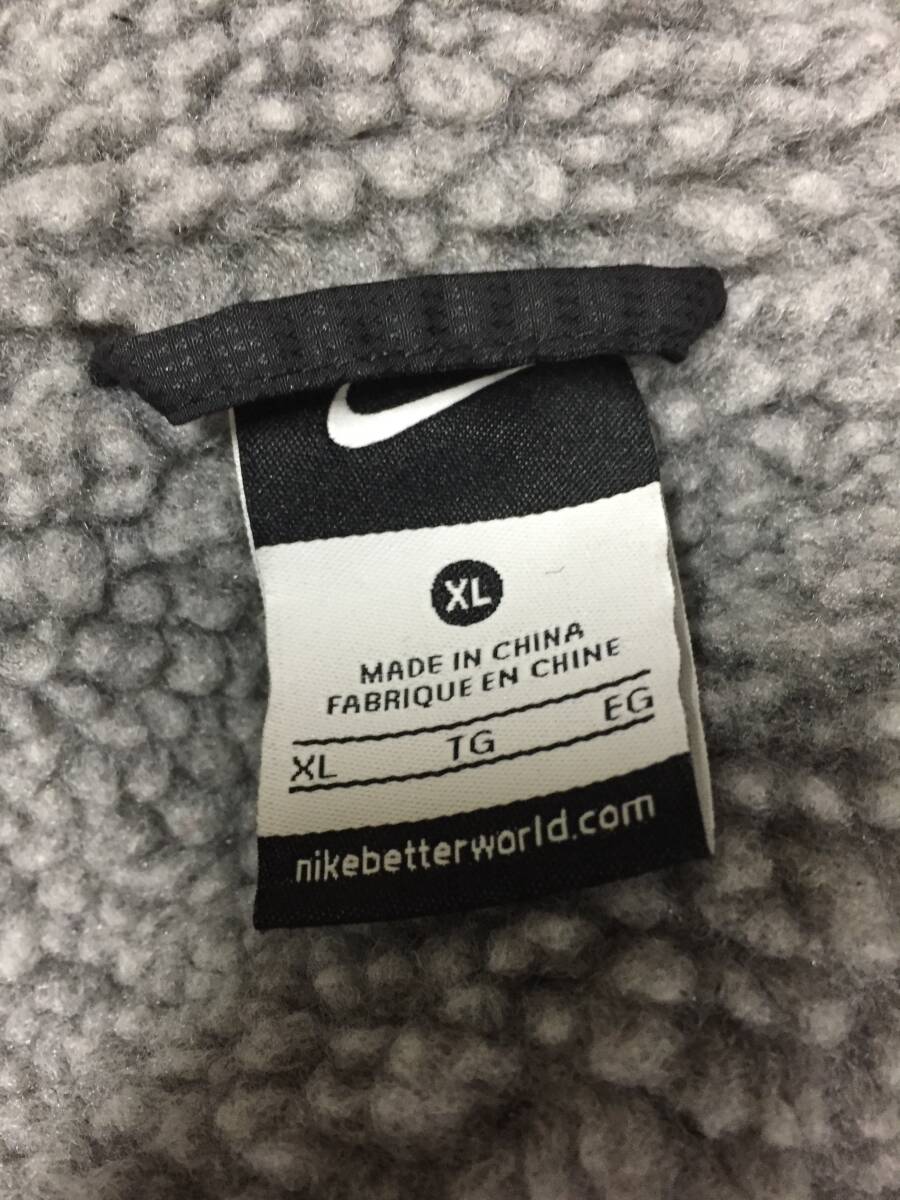 XL
MADE IN CHINA
FABRIQUE EN CHINE
XL TG EG
nikebetterworld.com